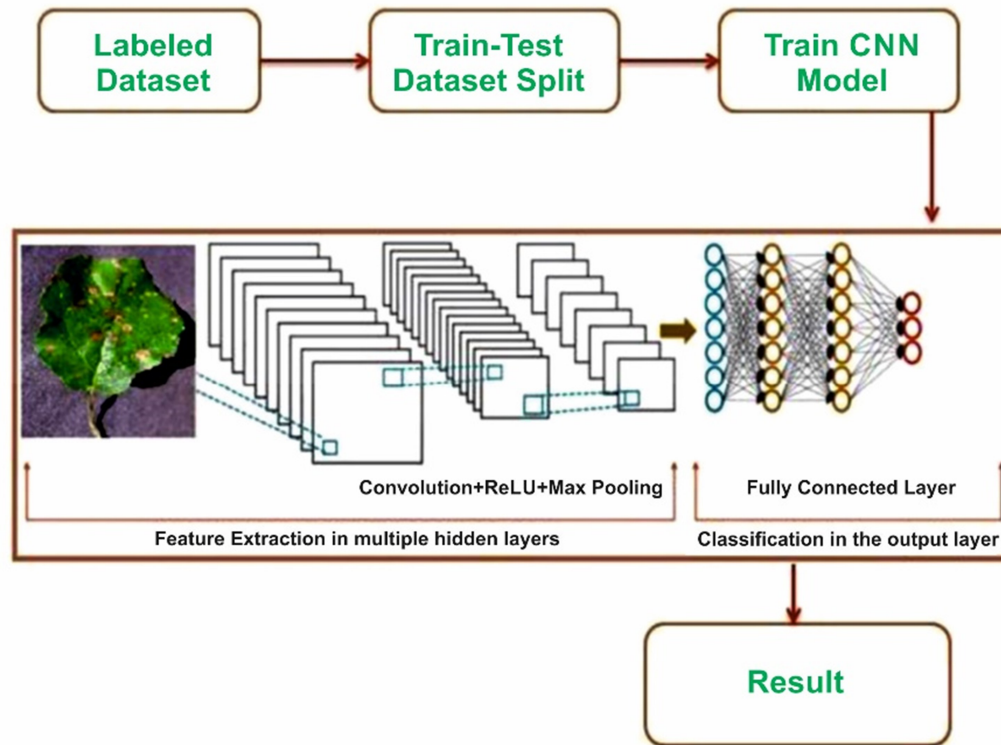 Labeled
Dataset
Train-Test
Dataset Split
Train CNN
Model
Convolution+ReLU+Max Pooling
Fully Connected Layer
Feature Extraction in multiple hidden layers
Classification in the output layer
Result